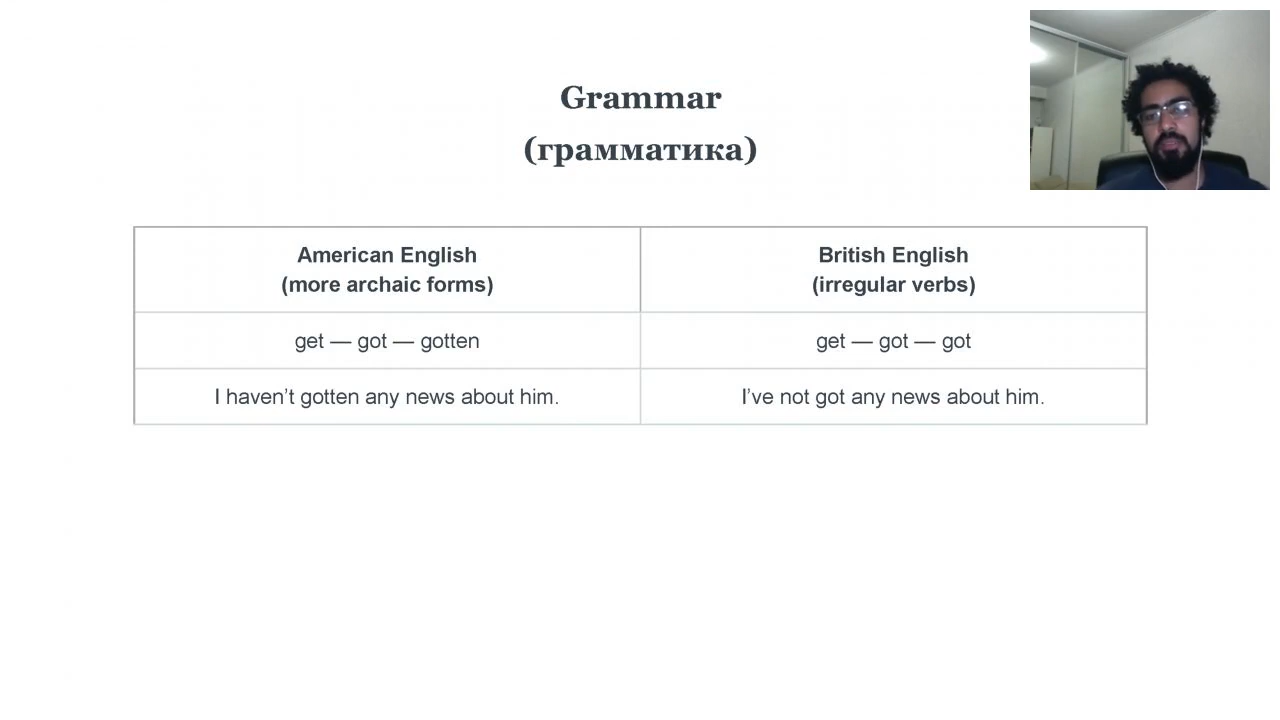 Grammar
(грамматика)
American English
(more archaic forms)
British English
(irregular verbs)
get — got — gotten
get — got — got
I haven’t gotten any news about him.
I’ve not got any news about him.